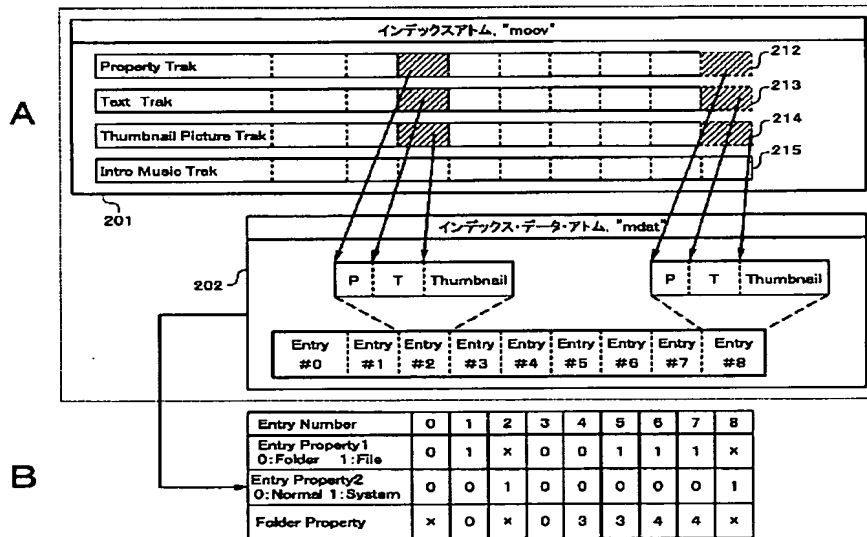 A
インデックスアトム, "moov"
Property Trak
212
Text Trak
213
Thumbnail Picture Trak
214
Intro Music Trak
215
201
インデックス・データ・アトム, "mdat"
202
P T Thumbnail
P T Thumbnail
Entry #0
Entry #1
Entry #2
Entry #3
Entry #4
Entry #5
Entry #6
Entry #7
Entry #8
B
Entry Number 0 1 2 3 4 5 6 7 8
Entry Property1
0:Folder 1:File
0 1 × 0 0 1 1 1 ×
Entry Property2
0:Normal 1:System
0 0 1 0 0 0 0 0 1
Folder Property × 0 × 0 3 3 4 4 ×